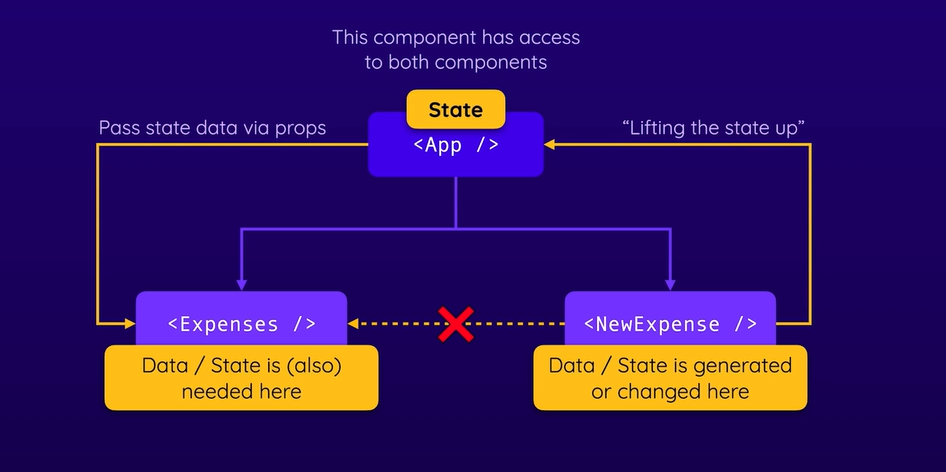 This component has access
to both components
State
Pass state data via props
“Lifting the state up”
<App />
<Expenses />
<NewExpense />
Data / State is (also)
needed here
Data / State is generated
or changed here